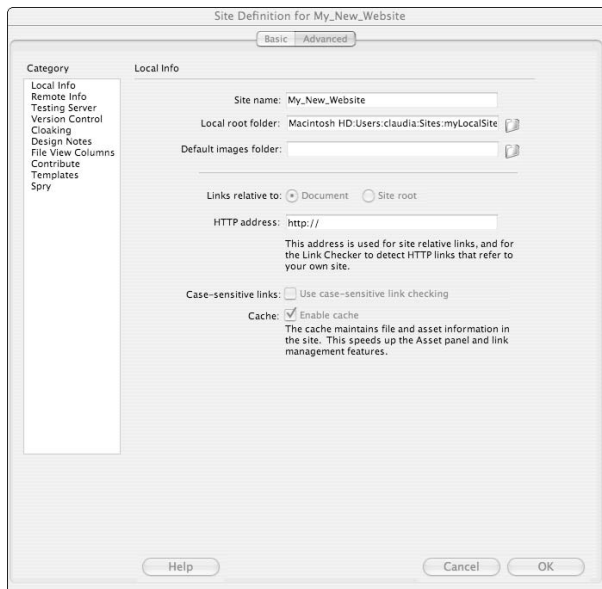 Site Definition for My_New_Website
Basic Advanced
Category
Local Info
Remote Info
Testing Server
Version Control
Cloaking
Design Notes
File View Columns
Contribute
Templates
Spry
Local Info
Site name: My_New_Website
Local root folder: Macintosh HD:Users:claudia:Sites:myLocalSite
Default images folder:
Links relative to: Document Site root
HTTP address: http://
This address is used for site relative links, and for
the Link Checker to detect HTTP links that refer to
your own site.
Case-sensitive links: Use case-sensitive link checking
Cache: Enable cache
The cache maintains file and asset information in
the site. This speeds up the Asset panel and link
management features.
Help Cancel OK